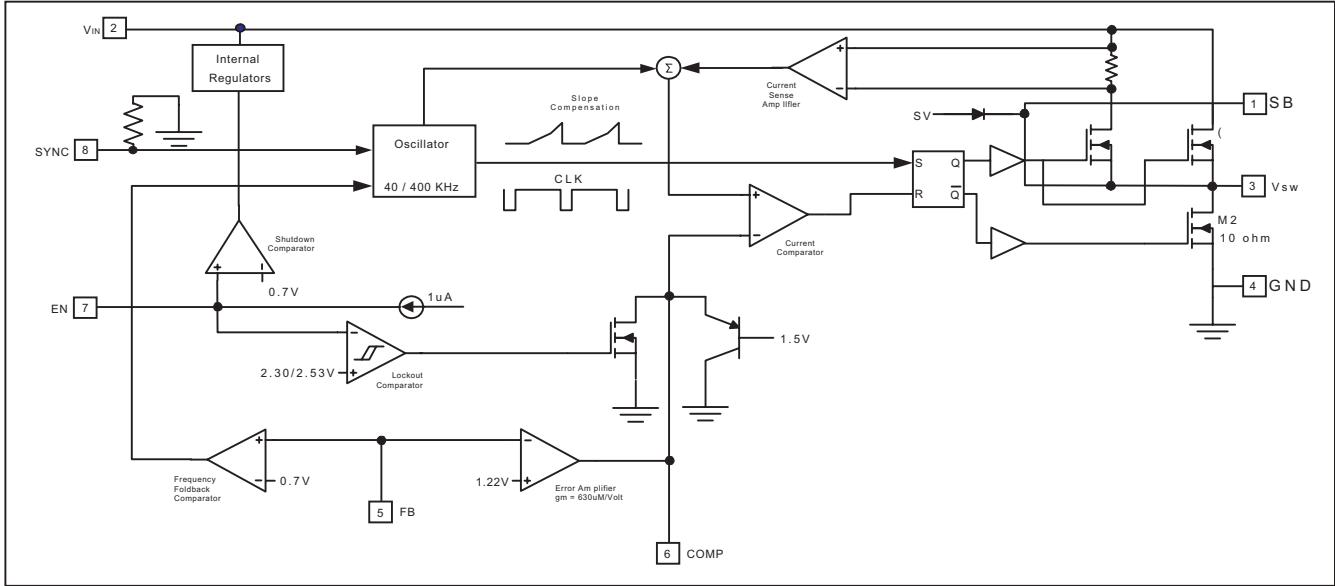 VIN 2
Internal
Regulators
Σ
Current
Sense
Amp lifier
1 SB
SV
Slope
Compensation
SYNC 8
Oscillator
40 / 400 KHz
CLK
S Q
R Q
(
3 Vsw
M2
10 ohm
Current
Comparator
Shutdown
Comparator
0.7V
EN 7
1uA
4 GND
2.30/2.53V
Lockout
Comparator
1.5V
Frequency
Foldback
Comparator
0.7V
1.22V
Error Am plifier
gm = 630uM/Volt
5 FB
6 COMP